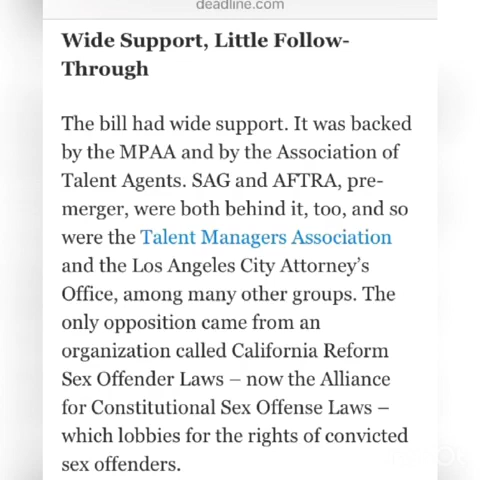 deadline.com
Wide Support, Little Follow-
Through
The bill had wide support. It was backed
by the MPAA and by the Association of
Talent Agents. SAG and AFTRA, pre-
merger, were both behind it, too, and so
were the Talent Managers Association
and the Los Angeles City Attorney’s
Office, among many other groups. The
only opposition came from an
organization called California Reform
Sex Offender Laws – now the Alliance
for Constitutional Sex Offense Laws –
which lobbies for the rights of convicted
sex offenders.